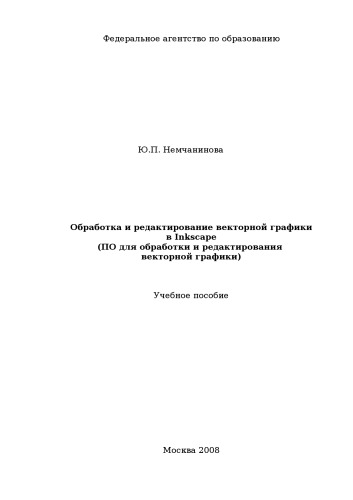 Федеральное агентство по образованию
Ю.П. Немчанинова
Обработка и редактирование векторной графики
в Inkscape
(ПО для обработки и редактирования
векторной графики)
Учебное пособие
Москва 2008